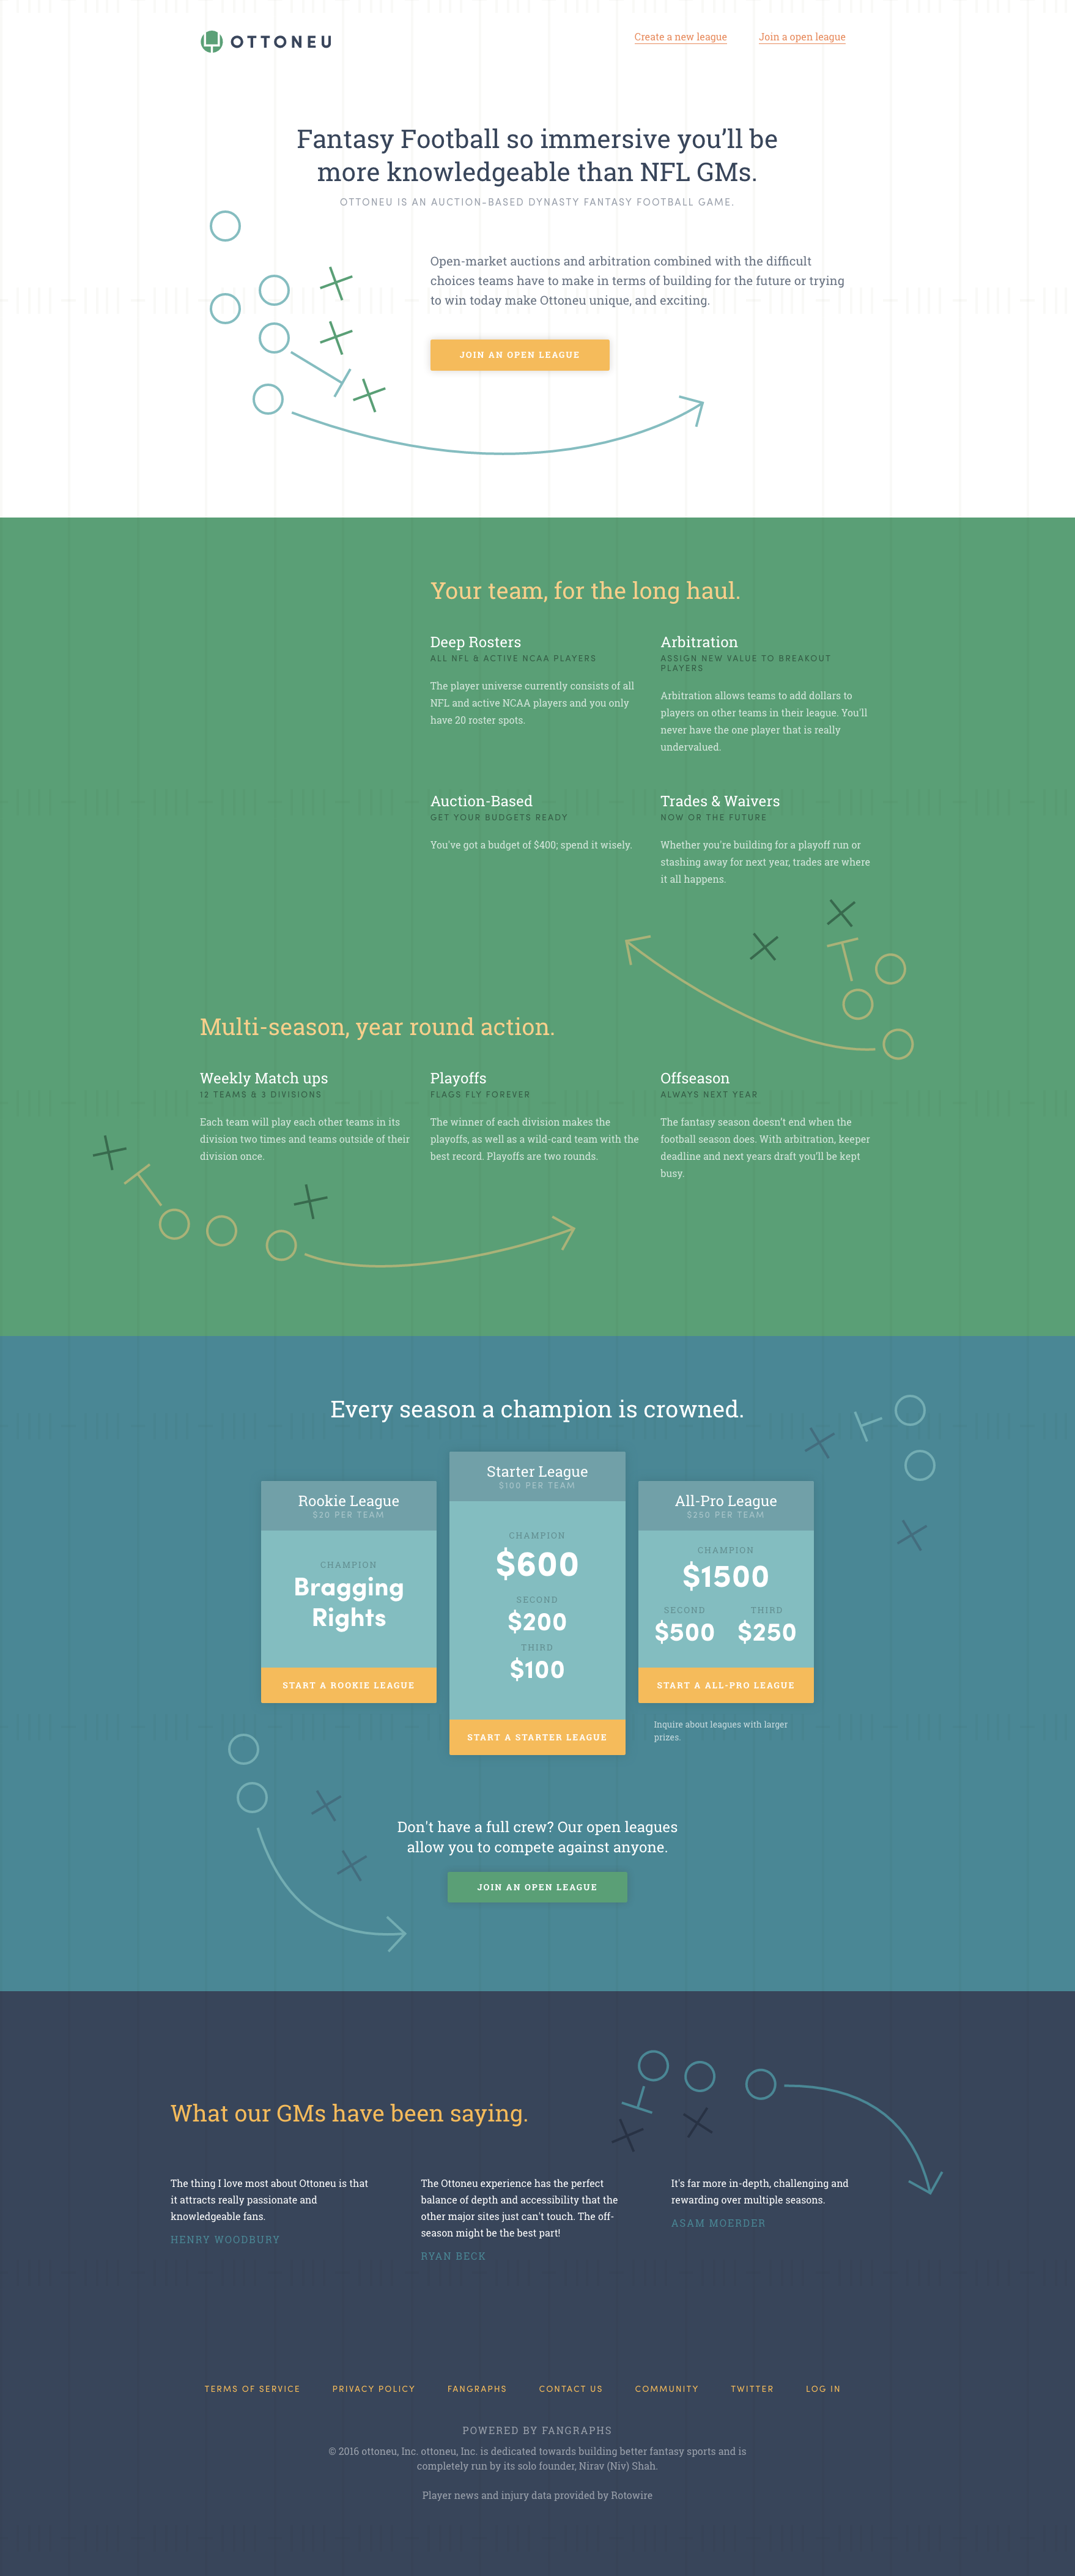 OTTONEU
Create a new league
Join a open league
Fantasy Football so immersive you’ll be
more knowledgeable than NFL GMs.
OTTONEU IS AN AUCTION-BASED DYNASTY FANTASY FOOTBALL GAME.
Open-market auctions and arbitration combined with the difficult
choices teams have to make in terms of building for the future or trying
to win today make Ottoneu unique, and exciting.
JOIN AN OPEN LEAGUE
Your team, for the long haul.
Deep Rosters
ALL NFL & ACTIVE NCAA PLAYERS
The player universe currently consists of all
NFL and active NCAA players and you only
have 20 roster spots.
Arbitration
ASSIGN NEW VALUE TO BREAKOUT
PLAYERS
Arbitration allows teams to add dollars to
players on other teams in their league. You'll
never have the one player that is really
undervalued.
Auction-Based
GET YOUR BUDGETS READY
You've got a budget of $400; spend it wisely.
Trades & Waivers
NOW OR THE FUTURE
Whether you're building for a playoff run or
stashing away for next year, trades are where
it all happens.
Multi-season, year round action.
Weekly Match ups
12 TEAMS & 3 DIVISIONS
Each team will play each other teams in its
division two times and teams outside of their
division once.
Playoffs
FLAGS FLY FOREVER
The winner of each division makes the
playoffs, as well as a wild-card team with the
best record. Playoffs are two rounds.
Offseason
ALWAYS NEXT YEAR
The fantasy season doesn't end when the
football season does. With arbitration, keeper
deadline and next years draft you'll be kept
busy.
Every season a champion is crowned.
Rookie League
$20 PER TEAM
CHAMPION
Bragging
Rights
START A ROOKIE LEAGUE
Starter League
$100 PER TEAM
CHAMPION
$600
SECOND
$200
THIRD
$100
START A STARTER LEAGUE
All-Pro League
$250 PER TEAM
CHAMPION
$1500
SECOND
$500
THIRD
$250
START A ALL-PRO LEAGUE
Inquire about leagues with larger
prizes.
Don't have a full crew? Our open leagues
allow you to compete against anyone.
JOIN AN OPEN LEAGUE
What our GMs have been saying.
The thing I love most about Ottoneu is that
it attracts really passionate and
knowledgeable fans.
HENRY WOODBURY
The Ottoneu experience has the perfect
balance of depth and accessibility that the
other major sites just can't touch. The off-
season might be the best part!
RYAN BECK
It's far more in-depth, challenging and
rewarding over multiple seasons.
ASAM MOERDER
TERMS OF SERVICE
PRIVACY POLICY
FANGRAPHS
CONTACT US
COMMUNITY
TWITTER
LOG IN
POWERED BY FANGRAPHS
© 2016 ottoneu, Inc. ottoneu, Inc. is dedicated towards building better fantasy sports and is
completely run by its solo founder, Nirav (Niv) Shah.
Player news and injury data provided by Rotowire